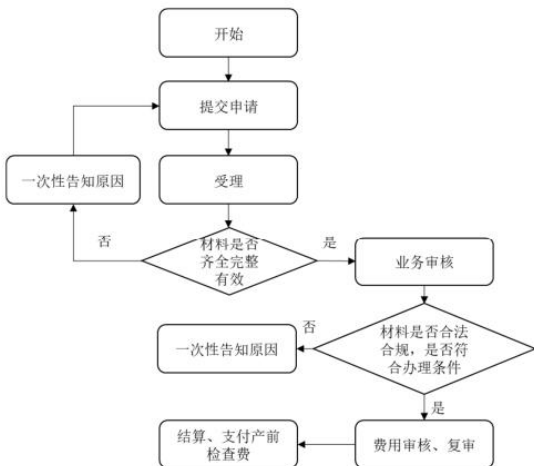 开始
提交申请
一次性告知原因
受理
否
材料是否
齐全完整
有效
是
业务审核
否
材料是否合法
合规，是否符
合办理条件
一次性告知原因
是
费用审核、复审
结算、支付产前
检查费